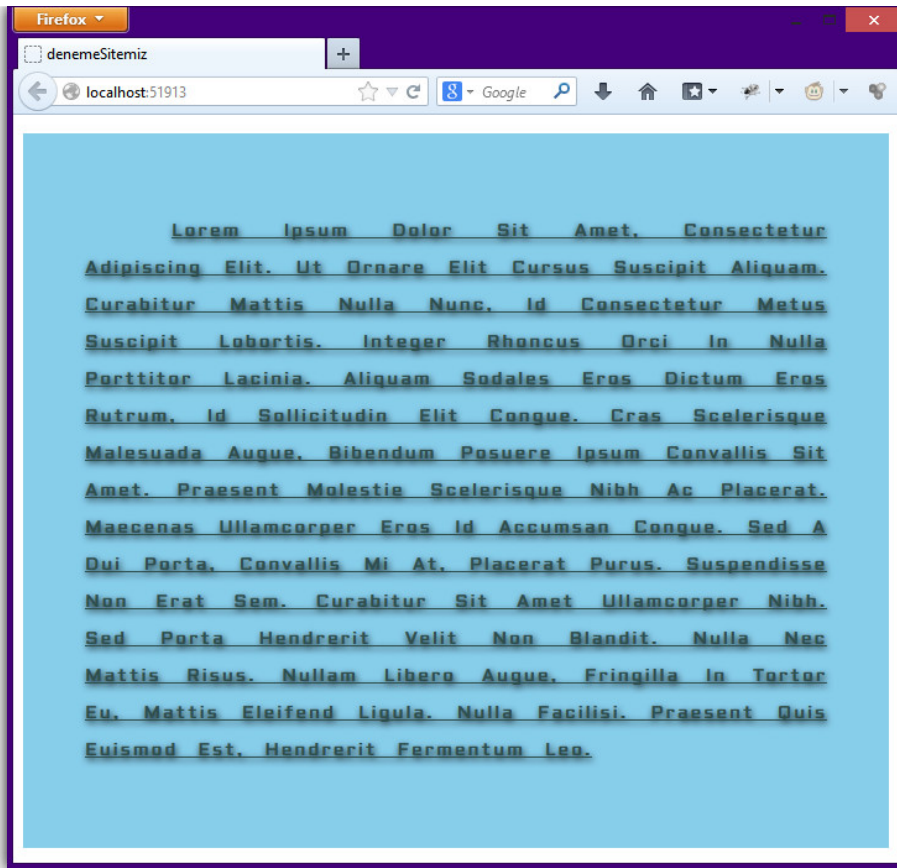 Firefox
denemeSitemiz
localhost:51913
8 Google
Lorem Ipsum Dolor Sit Amet, Consectetur
Adipiscing Elit. Ut Ornare Elit Cursus Suscipit Aliquam.
Curabitur Mattis Nulla Nunc, Id Consectetur Metus
Suscipit Lobortis. Integer Rhoncus Orci In Nulla
Porttitor Lacinia. Aliquam Sodales Eros Dictum Eros
Rutrum, Id Sollicitudin Elit Congue. Cras Scelerisque
Malesuada Augue, Bibendum Posuere Ipsum Convallis Sit
Amet. Praesent Molestie Scelerisque Nibh Ac Placerat.
Maecenas Ullamcorper Eros Id Accumsan Congue. Sed A
Dui Porta, Convallis Mi At, Placerat Purus. Suspendisse
Non Erat Sem. Curabitur Sit Amet Ullamcorper Nibh.
Sed Porta Hendrerit Velit Non Blandit. Nulla Nec
Mattis Risus. Nullam Libero Augue, Fringilla In Tortor
Eu, Mattis Eleifend Ligula. Nulla Facilisi. Praesent Quis
Euismod Est, Hendrerit Fermentum Leo.